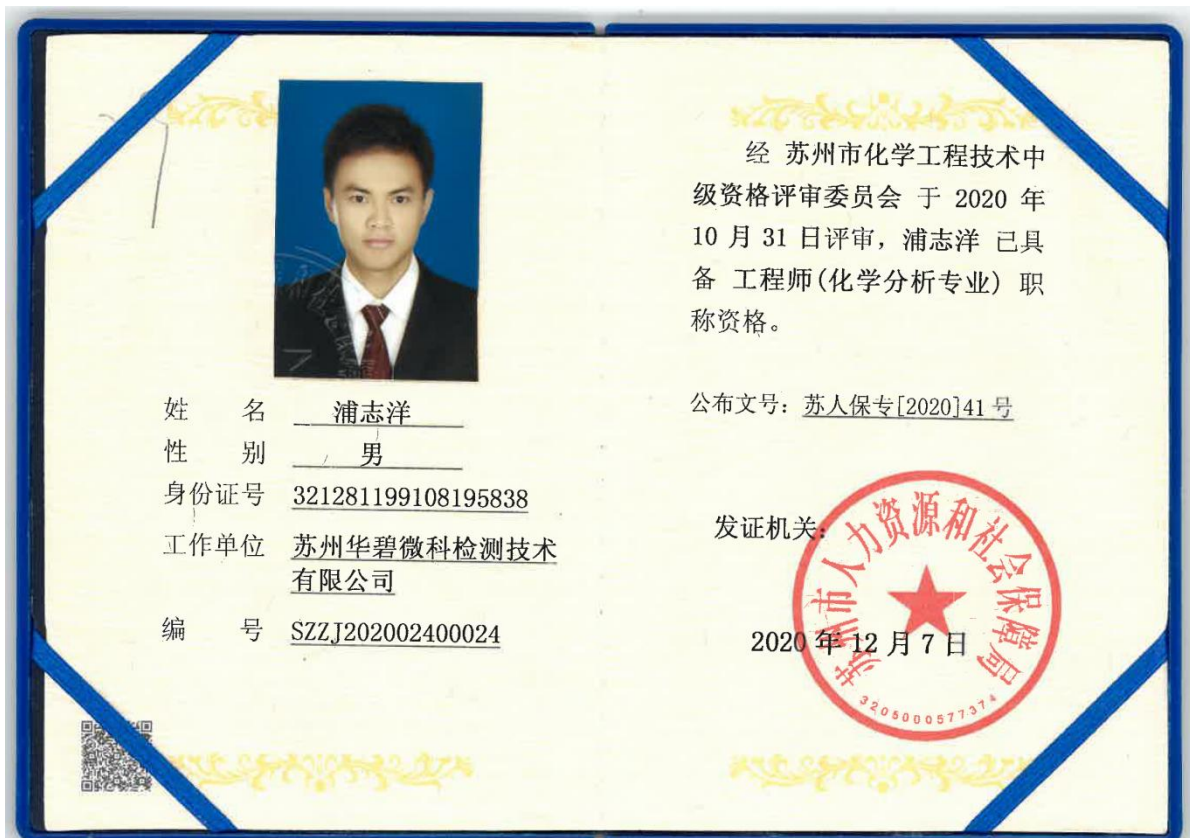 姓 名 浦志洋
性 别 男
身份证号 321281199108195838
工作单位 苏州华碧微科检测技术
有限公司
编 号 SZZJ202002400024
经 苏州市化学工程技术中
级资格评审委员会 于 2020 年
10 月 31 日评审，浦志洋 已具
备 工程师(化学分析专业) 职
称资格。
公布文号：苏人保专[2020]41 号
发证机关：
苏州市人力资源和社会保障局
2020 年 12 月 7 日
3205000577374